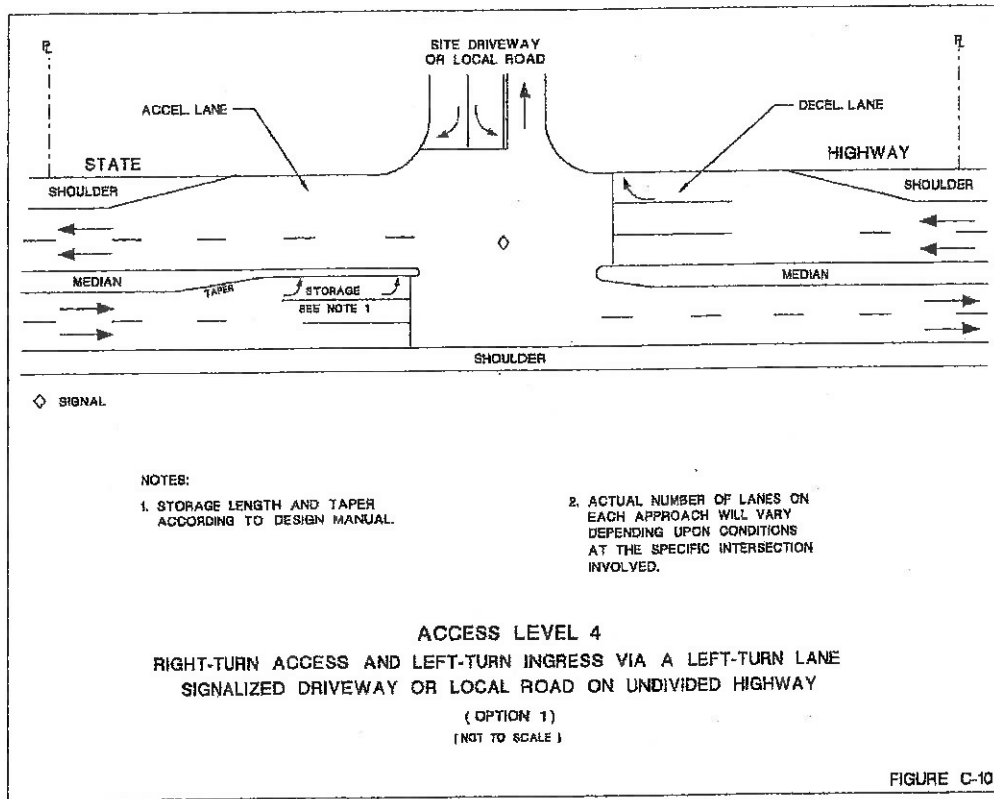 SITE DRIVEWAY
OR LOCAL ROAD
PL
PL
ACCEL. LANE
DECEL. LANE
STATE
HIGHWAY
SHOULDER
SHOULDER
MEDIAN
MEDIAN
TAPER
STORAGE
SEE NOTE 1
SHOULDER
SIGNAL
NOTES:
1. STORAGE LENGTH AND TAPER
ACCORDING TO DESIGN MANUAL.
2. ACTUAL NUMBER OF LANES ON
EACH APPROACH WILL VARY
DEPENDING UPON CONDITIONS
AT THE SPECIFIC INTERSECTION
INVOLVED.
ACCESS LEVEL 4
RIGHT-TURN ACCESS AND LEFT-TURN INGRESS VIA A LEFT-TURN LANE
SIGNALIZED DRIVEWAY OR LOCAL ROAD ON UNDIVIDED HIGHWAY
( OPTION 1)
( NOT TO SCALE )
FIGURE C-10